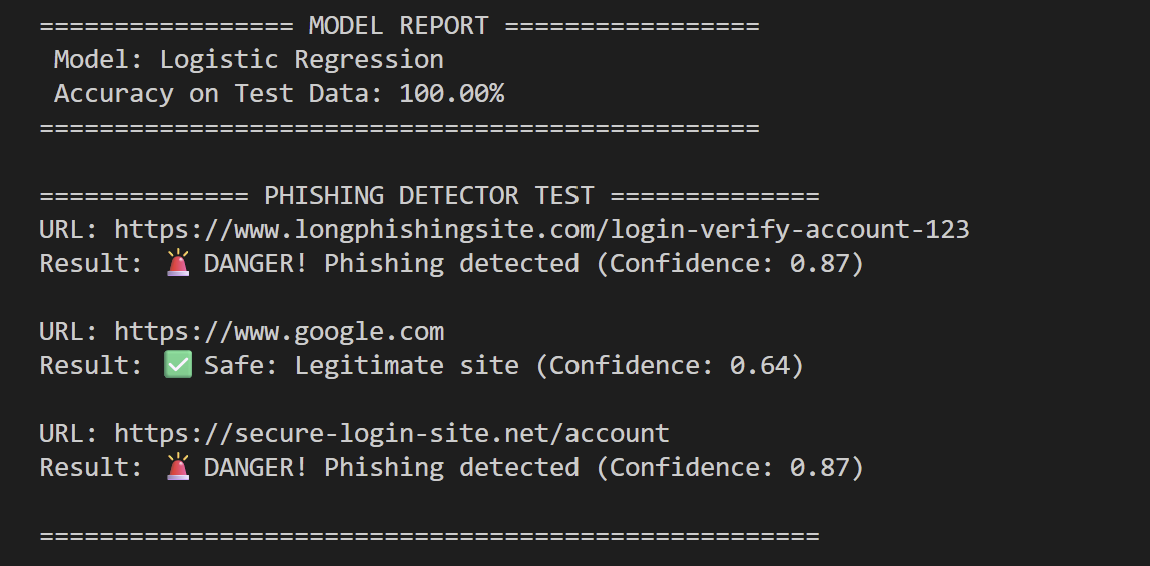 ================= MODEL REPORT =================
Model: Logistic Regression
Accuracy on Test Data: 100.00%
================================================
============== PHISHING DETECTOR TEST ==============
URL: https://www.longphishingsite.com/login-verify-account-123
Result: 🚨 DANGER! Phishing detected (Confidence: 0.87)
URL: https://www.google.com
Result: ✅ Safe: Legitimate site (Confidence: 0.64)
URL: https://secure-login-site.net/account
Result: 🚨 DANGER! Phishing detected (Confidence: 0.87)
====================================================